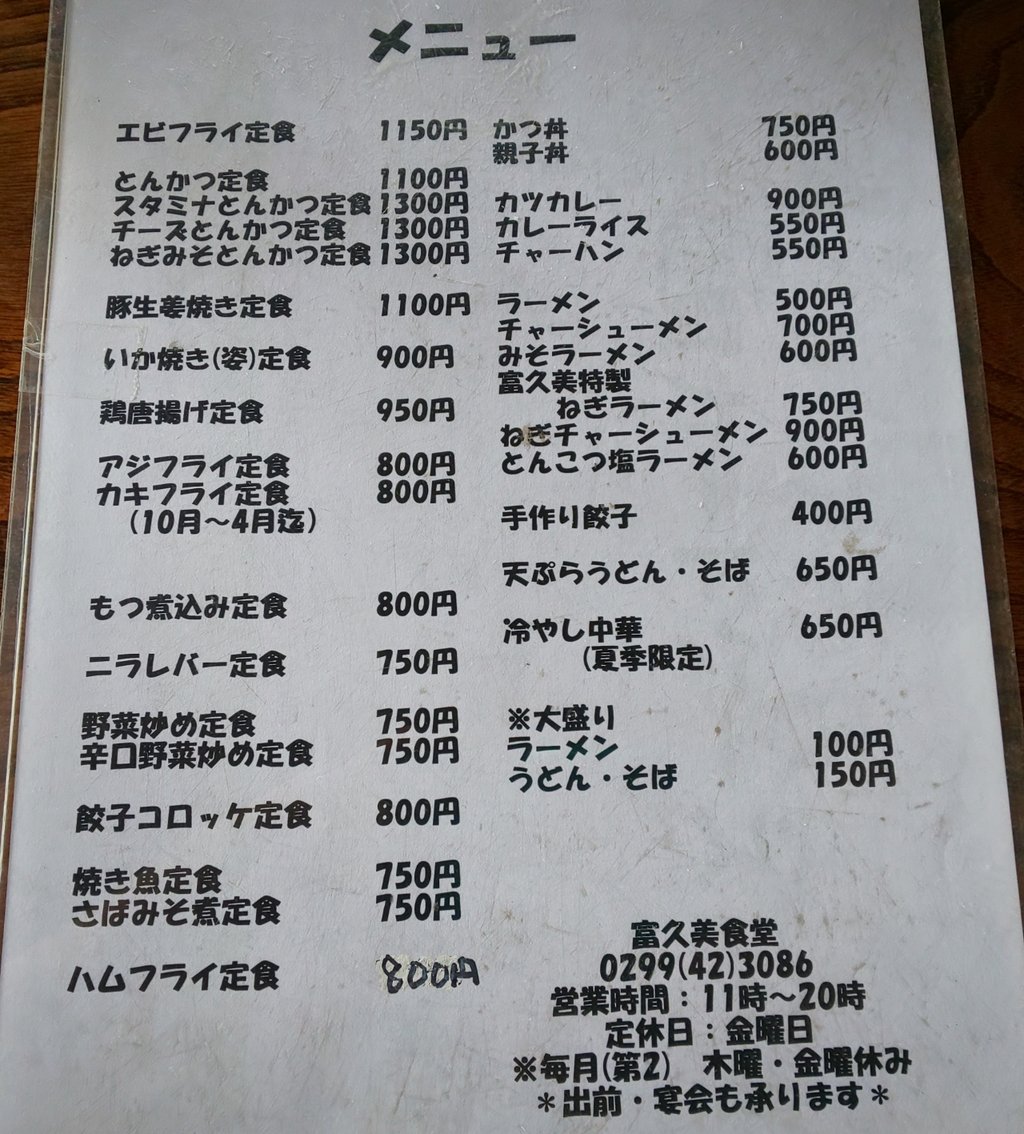 メニュー
エビフライ定食 1150円
とんかつ定食 1100円
スタミナとんかつ定食 1300円
チーズとんかつ定食 1300円
ねぎみそとんかつ定食 1300円
豚生姜焼き定食 1100円
いか焼き(姿)定食 900円
鶏唐揚げ定食 950円
アジフライ定食 800円
カキフライ定食 800円
(10月～4月迄)
もつ煮込み定食 800円
ニラレバー定食 750円
野菜炒め定食 750円
辛口野菜炒め定食 750円
餃子コロッケ定食 800円
焼き魚定食 750円
さばみそ煮定食 750円
ハムフライ定食 800円
かつ丼 750円
親子丼 600円
カツカレー 900円
カレーライス 550円
チャーハン 550円
ラーメン 500円
チャーシューメン 700円
みそラーメン 600円
富久美特製
ねぎラーメン 750円
ねぎチャーシューメン 900円
とんこつ塩ラーメン 600円
手作り餃子 400円
天ぷらうどん・そば 650円
冷やし中華 650円
(夏季限定)
※大盛り
ラーメン 100円
うどん・そば 150円
富久美食堂
0299(42)3086
営業時間：11時～20時
定休日：金曜日
※毎月(第2) 木曜・金曜休み
＊出前・宴会も承ります＊